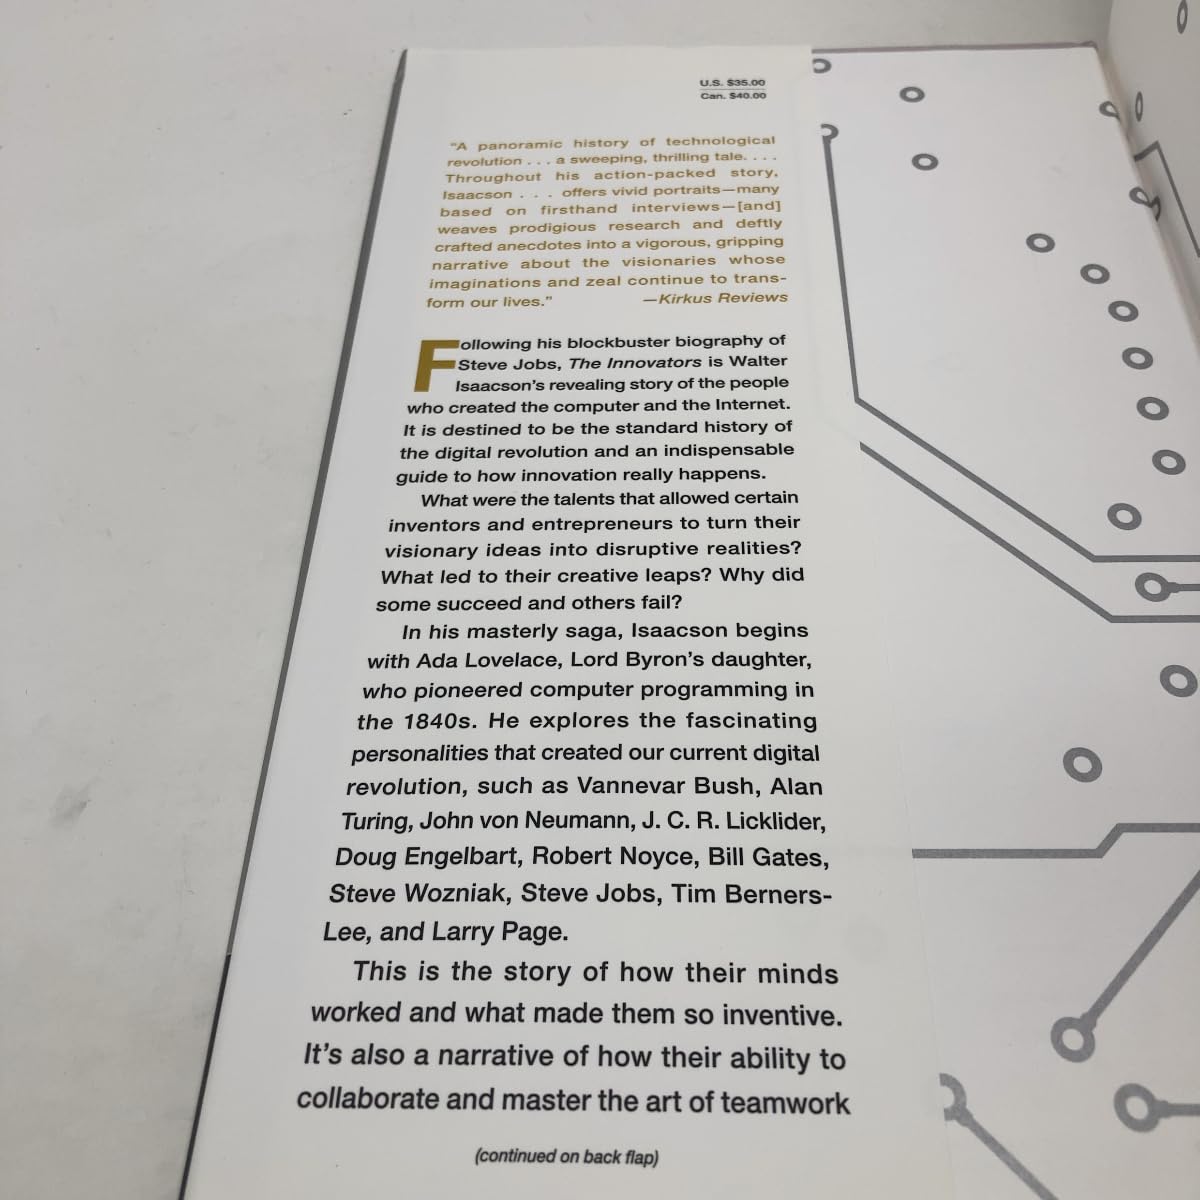 U.S. $35.00
Can. $40.00
“A panoramic history of technological
revolution . . . a sweeping, thrilling tale. . . .
Throughout his action-packed story,
Isaacson . . . offers vivid portraits—many
based on firsthand interviews—[and]
weaves prodigious research and deftly
crafted anecdotes into a vigorous, gripping
narrative about the visionaries whose
imaginations and zeal continue to trans-
form our lives.” —Kirkus Reviews
Following his blockbuster biography of
Steve Jobs, The Innovators is Walter
Isaacson’s revealing story of the people
who created the computer and the Internet.
It is destined to be the standard history of
the digital revolution and an indispensable
guide to how innovation really happens.
What were the talents that allowed certain
inventors and entrepreneurs to turn their
visionary ideas into disruptive realities?
What led to their creative leaps? Why did
some succeed and others fail?
In his masterly saga, Isaacson begins
with Ada Lovelace, Lord Byron’s daughter,
who pioneered computer programming in
the 1840s. He explores the fascinating
personalities that created our current digital
revolution, such as Vannevar Bush, Alan
Turing, John von Neumann, J. C. R. Licklider,
Doug Engelbart, Robert Noyce, Bill Gates,
Steve Wozniak, Steve Jobs, Tim Berners-
Lee, and Larry Page.
This is the story of how their minds
worked and what made them so inventive.
It’s also a narrative of how their ability to
collaborate and master the art of teamwork
(continued on back flap)